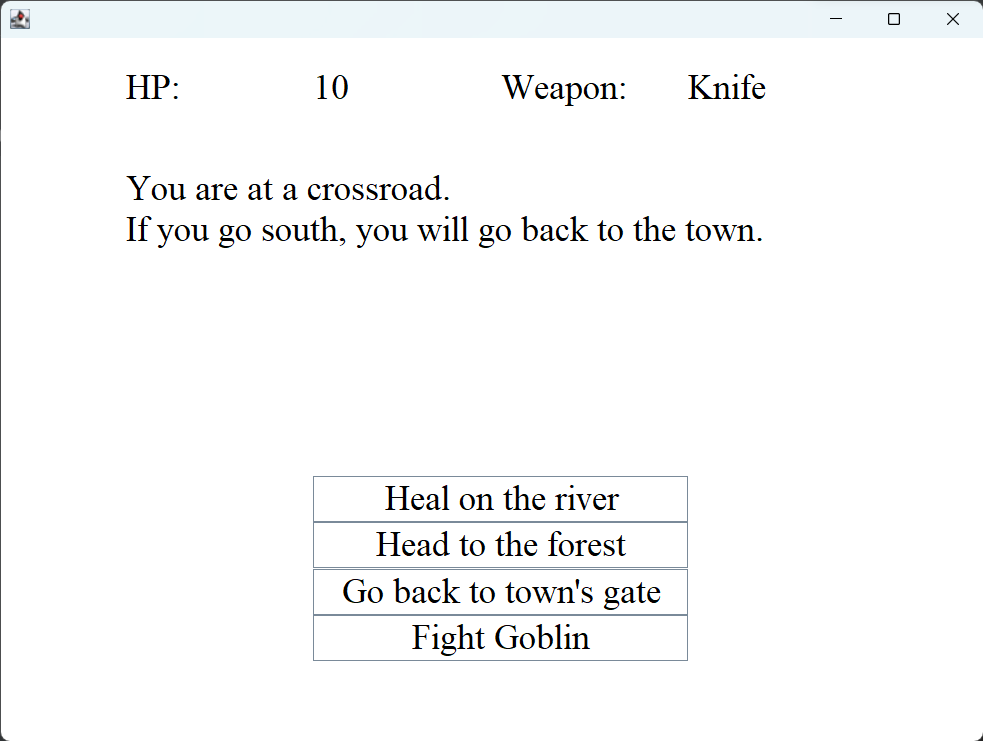 HP: 10 Weapon: Knife
You are at a crossroad.
If you go south, you will go back to the town.
Heal on the river
Head to the forest
Go back to town's gate
Fight Goblin